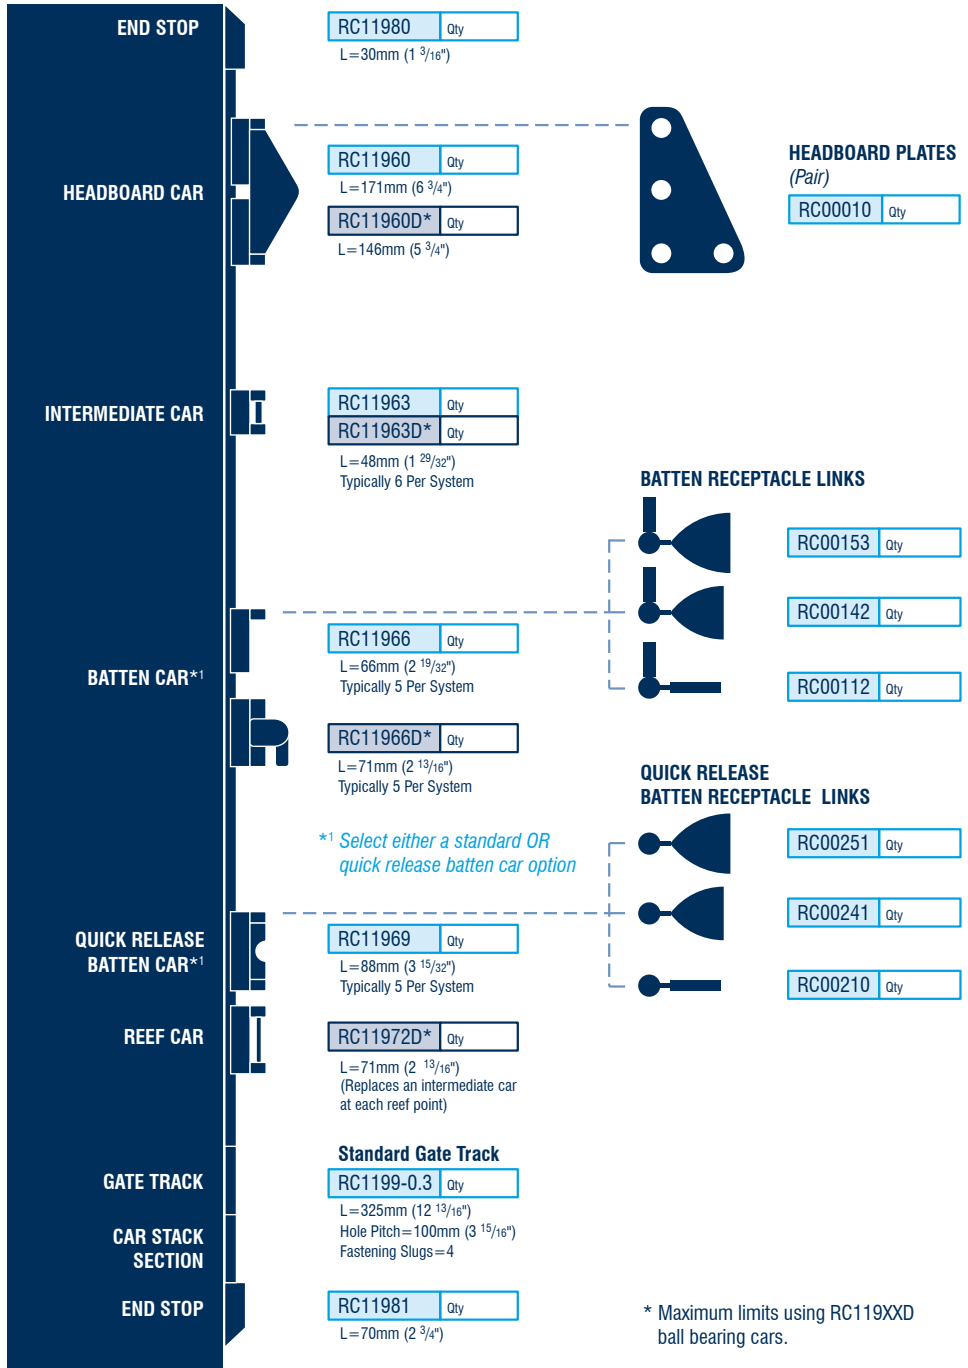 END STOP
RC11980 Qty
L=30mm (1 3/16")
HEADBOARD CAR
RC11960 Qty
L=171mm (6 3/4")
RC11960D* Qty
L=146mm (5 3/4")
HEADBOARD PLATES
(Pair)
RC00010 Qty
INTERMEDIATE CAR
RC11963 Qty
RC11963D* Qty
L=48mm (1 29/32")
Typically 6 Per System
BATTEN RECEPTACLE LINKS
RC00153 Qty
RC00142 Qty
RC00112 Qty
BATTEN CAR*1
RC11966 Qty
L=66mm (2 19/32")
Typically 5 Per System
RC11966D* Qty
L=71mm (2 13/16")
Typically 5 Per System
*1 Select either a standard OR
quick release batten car option
QUICK RELEASE
BATTEN RECEPTACLE LINKS
RC00251 Qty
RC00241 Qty
RC00210 Qty
QUICK RELEASE
BATTEN CAR*1
RC11969 Qty
L=88mm (3 15/32")
Typically 5 Per System
REEF CAR
RC11972D* Qty
L=71mm (2 13/16")
(Replaces an intermediate car
at each reef point)
Standard Gate Track
GATE TRACK
RC1199-0.3 Qty
L=325mm (12 13/16")
Hole Pitch=100mm (3 15/16")
Fastening Slugs=4
CAR STACK
SECTION
END STOP
RC11981 Qty
L=70mm (2 3/4")
* Maximum limits using RC119XXD
ball bearing cars.